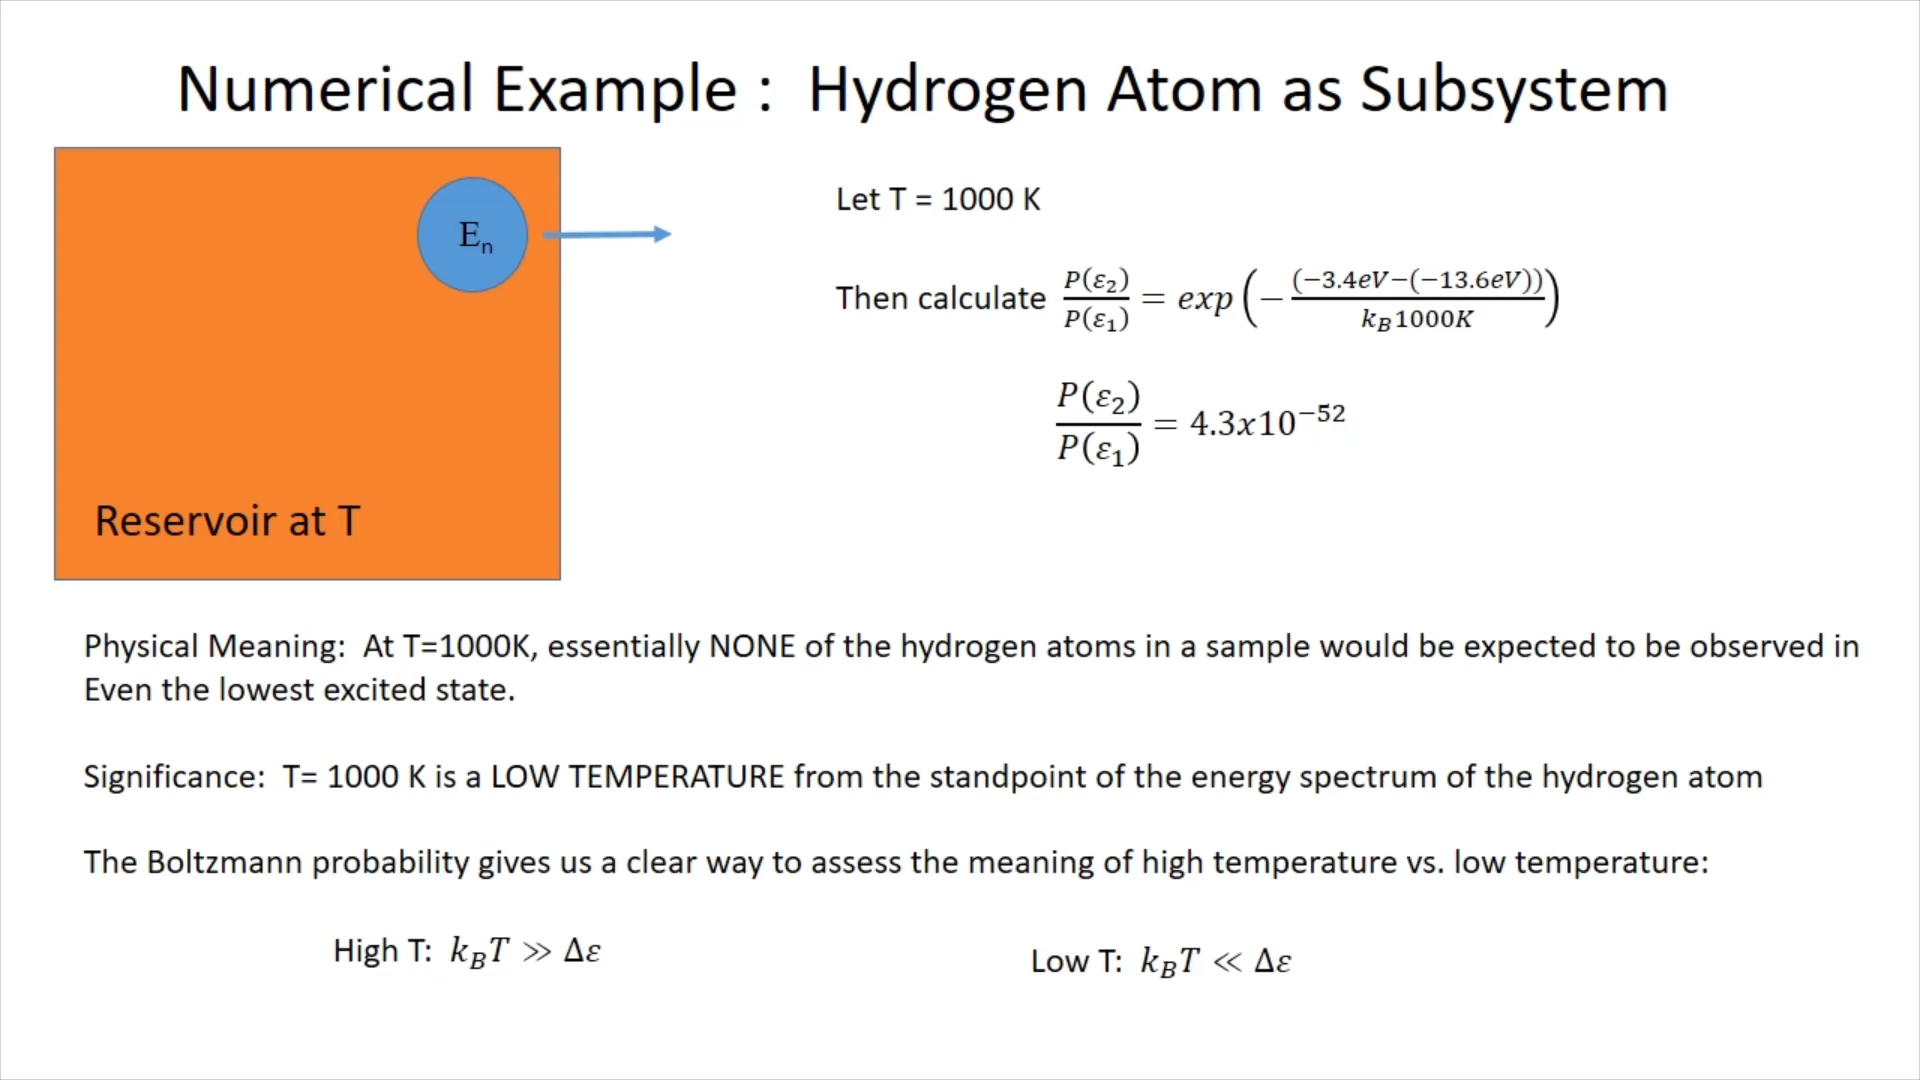 Numerical Example :  Hydrogen Atom as Subsystem
Eₙ
Reservoir at T
Let T = 1000 K
Then calculate P(ε₂)/P(ε₁) = exp(−(−3.4eV−(−13.6eV))/(k_B1000K))
P(ε₂)/P(ε₁) = 4.3x10⁻⁵²
Physical Meaning:  At T=1000K, essentially NONE of the hydrogen atoms in a sample would be expected to be observed in
Even the lowest excited state.
Significance:  T= 1000 K is a LOW TEMPERATURE from the standpoint of the energy spectrum of the hydrogen atom
The Boltzmann probability gives us a clear way to assess the meaning of high temperature vs. low temperature:
High T:  k_BT ≫ Δε
Low T:  k_BT ≪ Δε